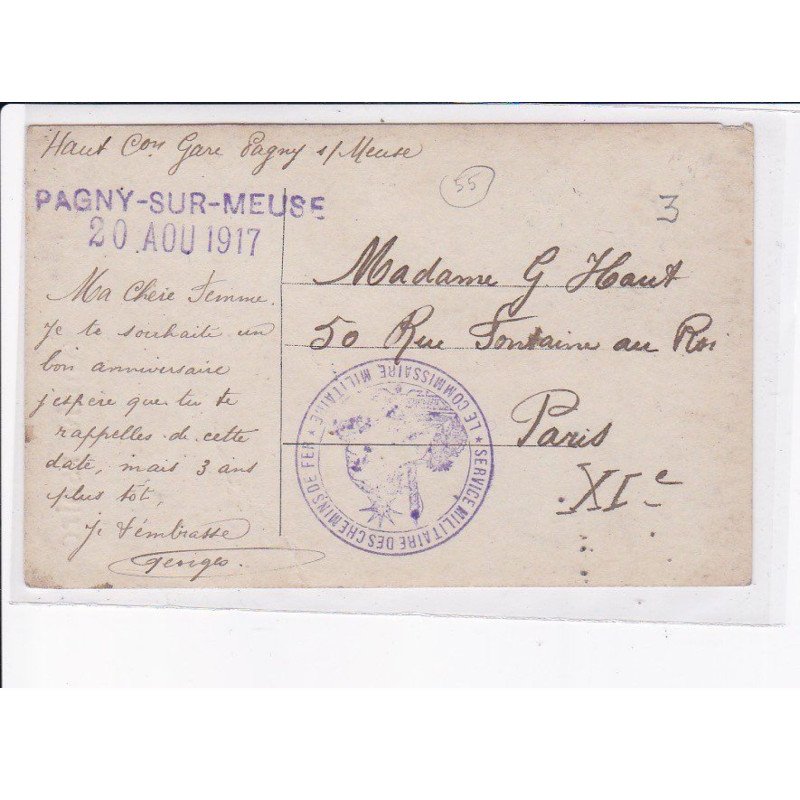 Haut Con Gare Pagny s/Meuse
55
3
PAGNY-SUR-MEUSE
20 AOU 1917
Ma Chere Femme
Je te souhaite un
bon anniversaire
j'espère que tu te
rappelles de cette
date, mais 3 ans
plus tôt,
je t'embrasse
Georges.
Madame G Haut
50 Rue Fontaine au Roi
Paris
XIe
★ SERVICE MILITAIRE DES CHEMINS DE FER ★ LE COMMISSAIRE MILITAIRE